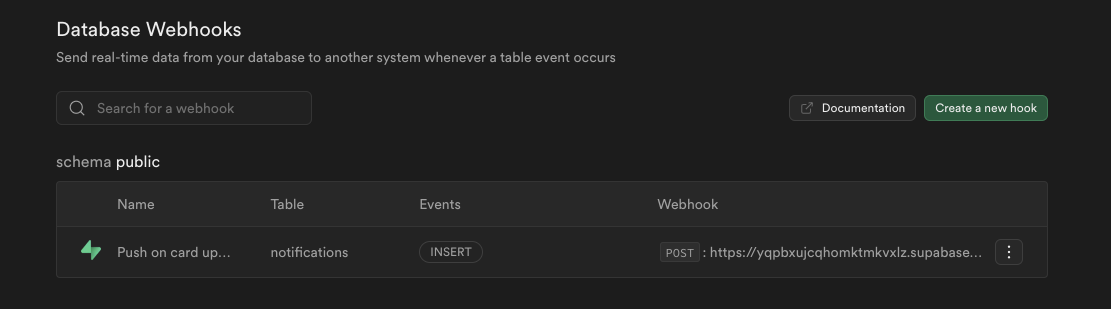 Database Webhooks
Send real-time data from your database to another system whenever a table event occurs
Search for a webhook
Documentation
Create a new hook
schema public
Name Table Events Webhook
Push on card up... notifications INSERT POST : https://yqpbxujcqhomktmkvxlz.supabase...